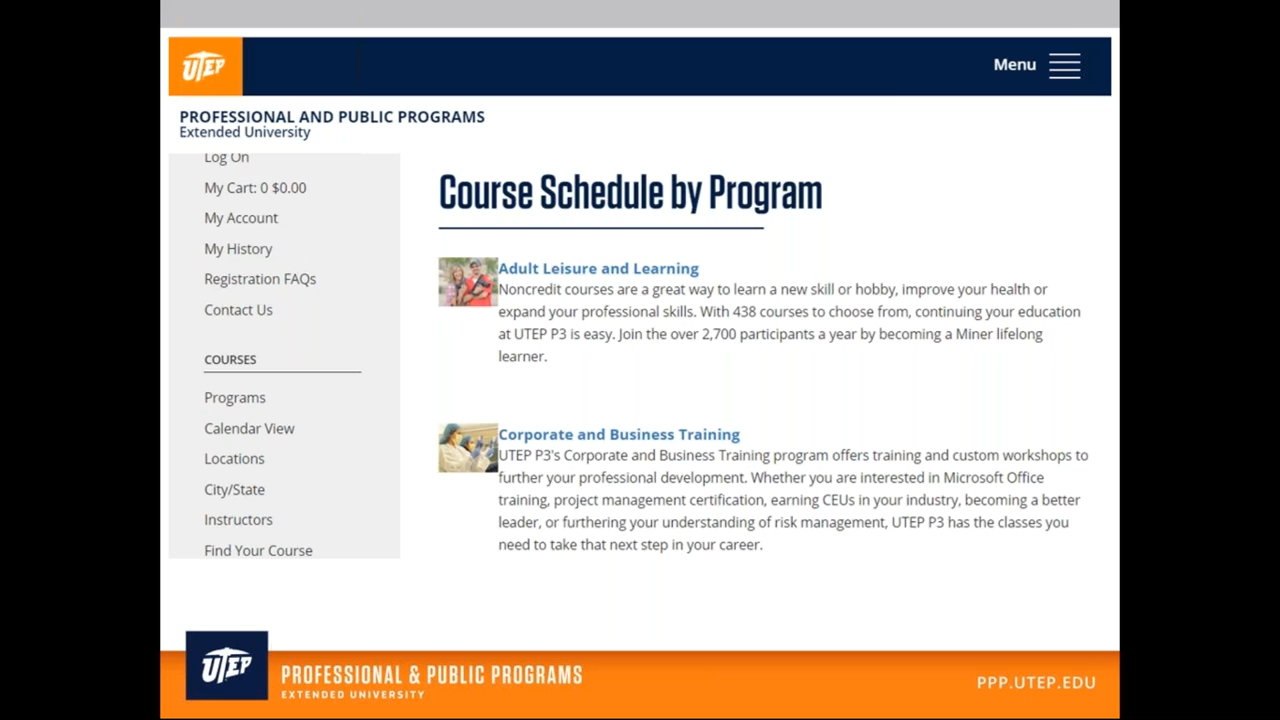 UTEP
Menu
PROFESSIONAL AND PUBLIC PROGRAMS
Extended University
Log On
My Cart: 0 $0.00
My Account
My History
Registration FAQs
Contact Us
COURSES
Programs
Calendar View
Locations
City/State
Instructors
Find Your Course
Course Schedule by Program
Adult Leisure and Learning
Noncredit courses are a great way to learn a new skill or hobby, improve your health or
expand your professional skills. With 438 courses to choose from, continuing your education
at UTEP P3 is easy. Join the over 2,700 participants a year by becoming a Miner lifelong
learner.
Corporate and Business Training
UTEP P3's Corporate and Business Training program offers training and custom workshops to
further your professional development. Whether you are interested in Microsoft Office
training, project management certification, earning CEUs in your industry, becoming a better
leader, or furthering your understanding of risk management, UTEP P3 has the classes you
need to take that next step in your career.
UTEP
PROFESSIONAL & PUBLIC PROGRAMS
EXTENDED UNIVERSITY
PPP.UTEP.EDU